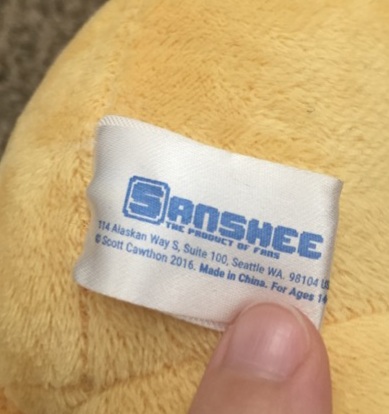 SANSHEE
THE PRODUCT OF FANS
114 Alaskan Way S, Suite 100, Seattle WA. 98104
© Scott Cawthon 2016. Made in China. For Ages 14